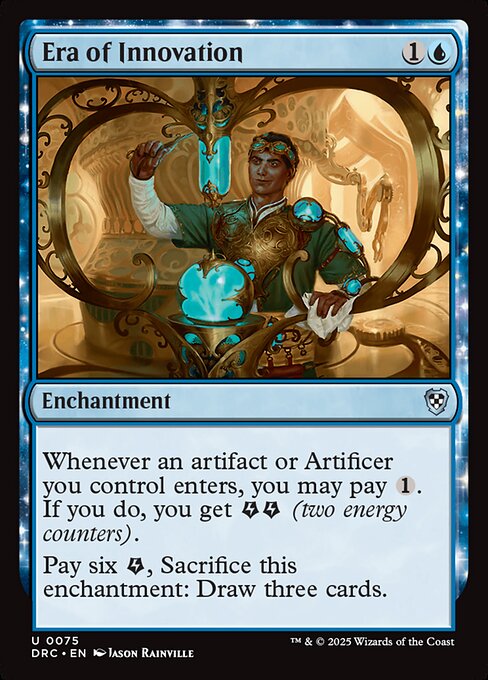 Era of Innovation 1
Enchantment
Whenever an artifact or Artificer
you control enters, you may pay 1.
If you do, you get (two energy
counters).
Pay six , Sacrifice this
enchantment: Draw three cards.
U 0075
DRC • EN Jason Rainville
™ & © 2025 Wizards of the Coast